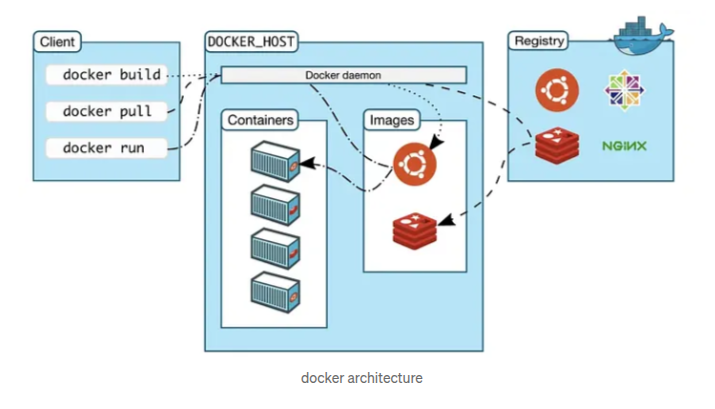 Client
docker build
docker pull
docker run
DOCKER_HOST
Docker daemon
Containers
Images
Registry
NGINX
docker architecture